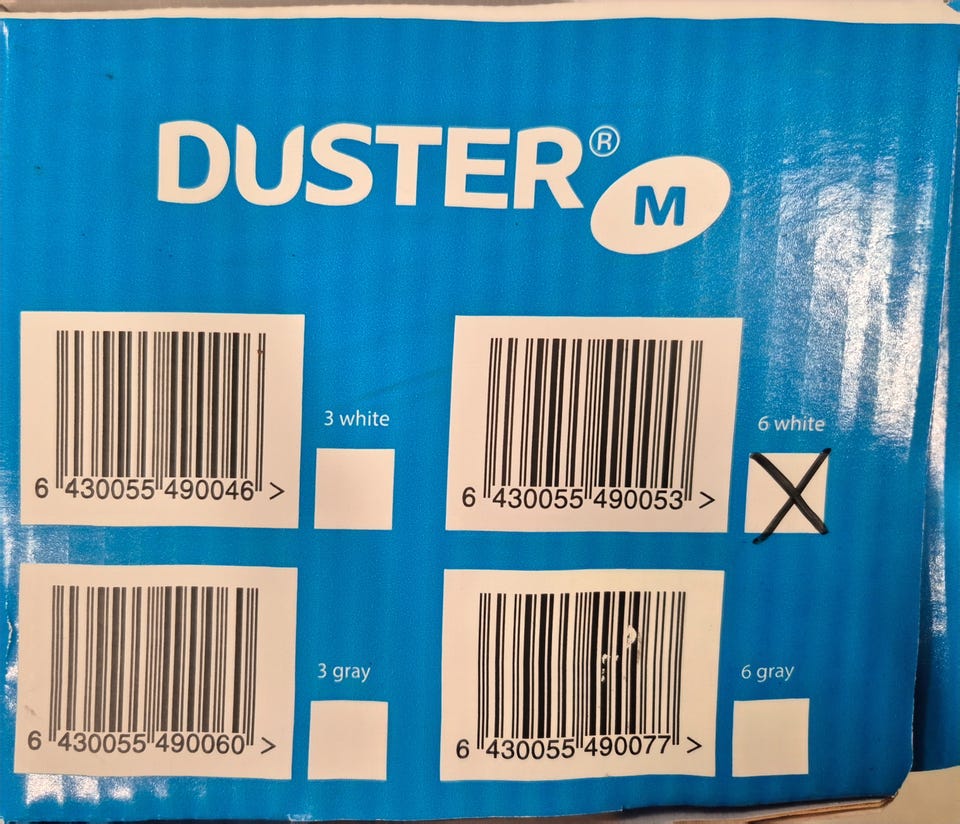 DUSTER® M
3 white
6 430055 490046 >
6 white
6 430055 490053 >
3 gray
6 430055 490060 >
6 gray
6 430055 490077 >